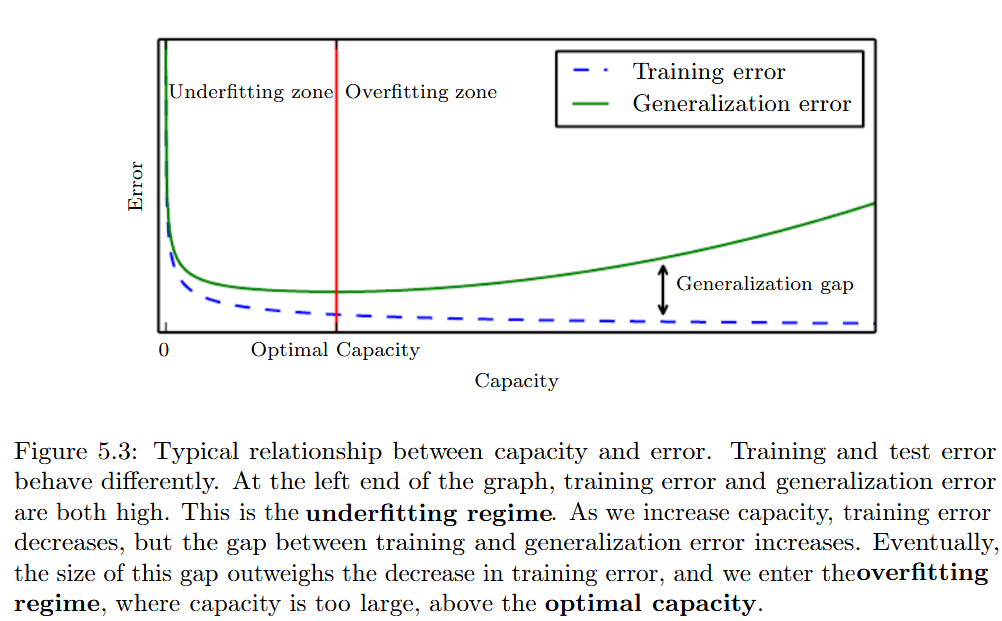 Training error
Generalization error
Underfitting zone
Overfitting zone
Error
Generalization gap
0
Optimal Capacity
Capacity
Figure 5.3: Typical relationship between capacity and error. Training and test error
behave differently. At the left end of the graph, training error and generalization error
are both high. This is the underfitting regime. As we increase capacity, training error
decreases, but the gap between training and generalization error increases. Eventually,
the size of this gap outweighs the decrease in training error, and we enter theoverfitting
regime, where capacity is too large, above the optimal capacity.